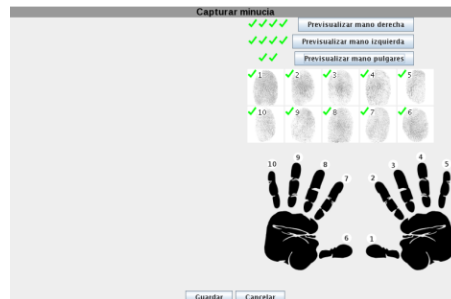 Capturar minucia
Previsualizar mano derecha
Previsualizar mano izquierda
Previsualizar mano pulgares
1 2 3 4 5
10 9 8 7 6
10 9 8 7 2 3 4 5
6 1
Guardar Cancelar